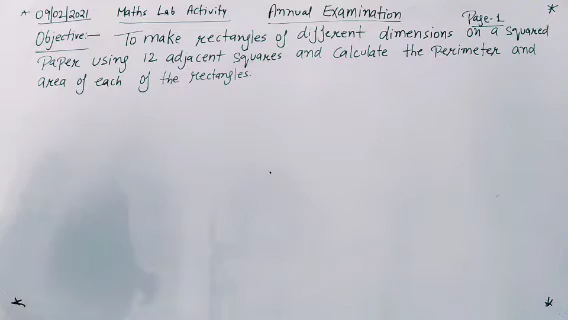 * 09/02/2021 Maths Lab Activity Annual Examination Page-1 *
Objective:- To make rectangles of different dimensions on a squared
Paper using 12 adjacent squares and Calculate the Perimeter and
area of each of the rectangles.
* *